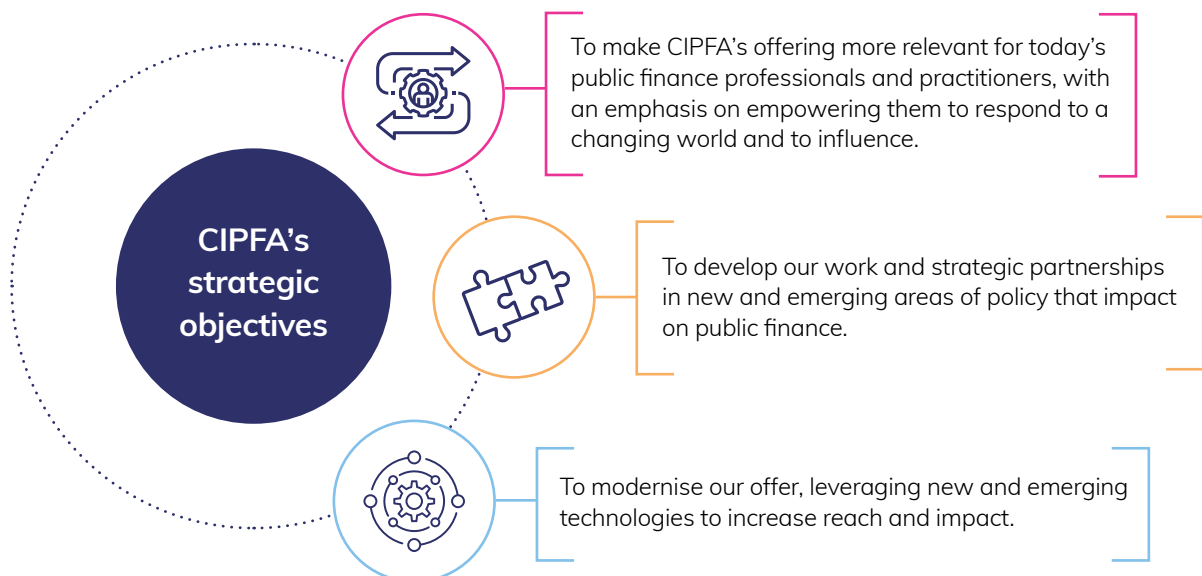 CIPFA’s
strategic
objectives
To make CIPFA’s offering more relevant for today’s
public finance professionals and practitioners, with
an emphasis on empowering them to respond to a
changing world and to influence.
To develop our work and strategic partnerships
in new and emerging areas of policy that impact
on public finance.
To modernise our offer, leveraging new and emerging
technologies to increase reach and impact.